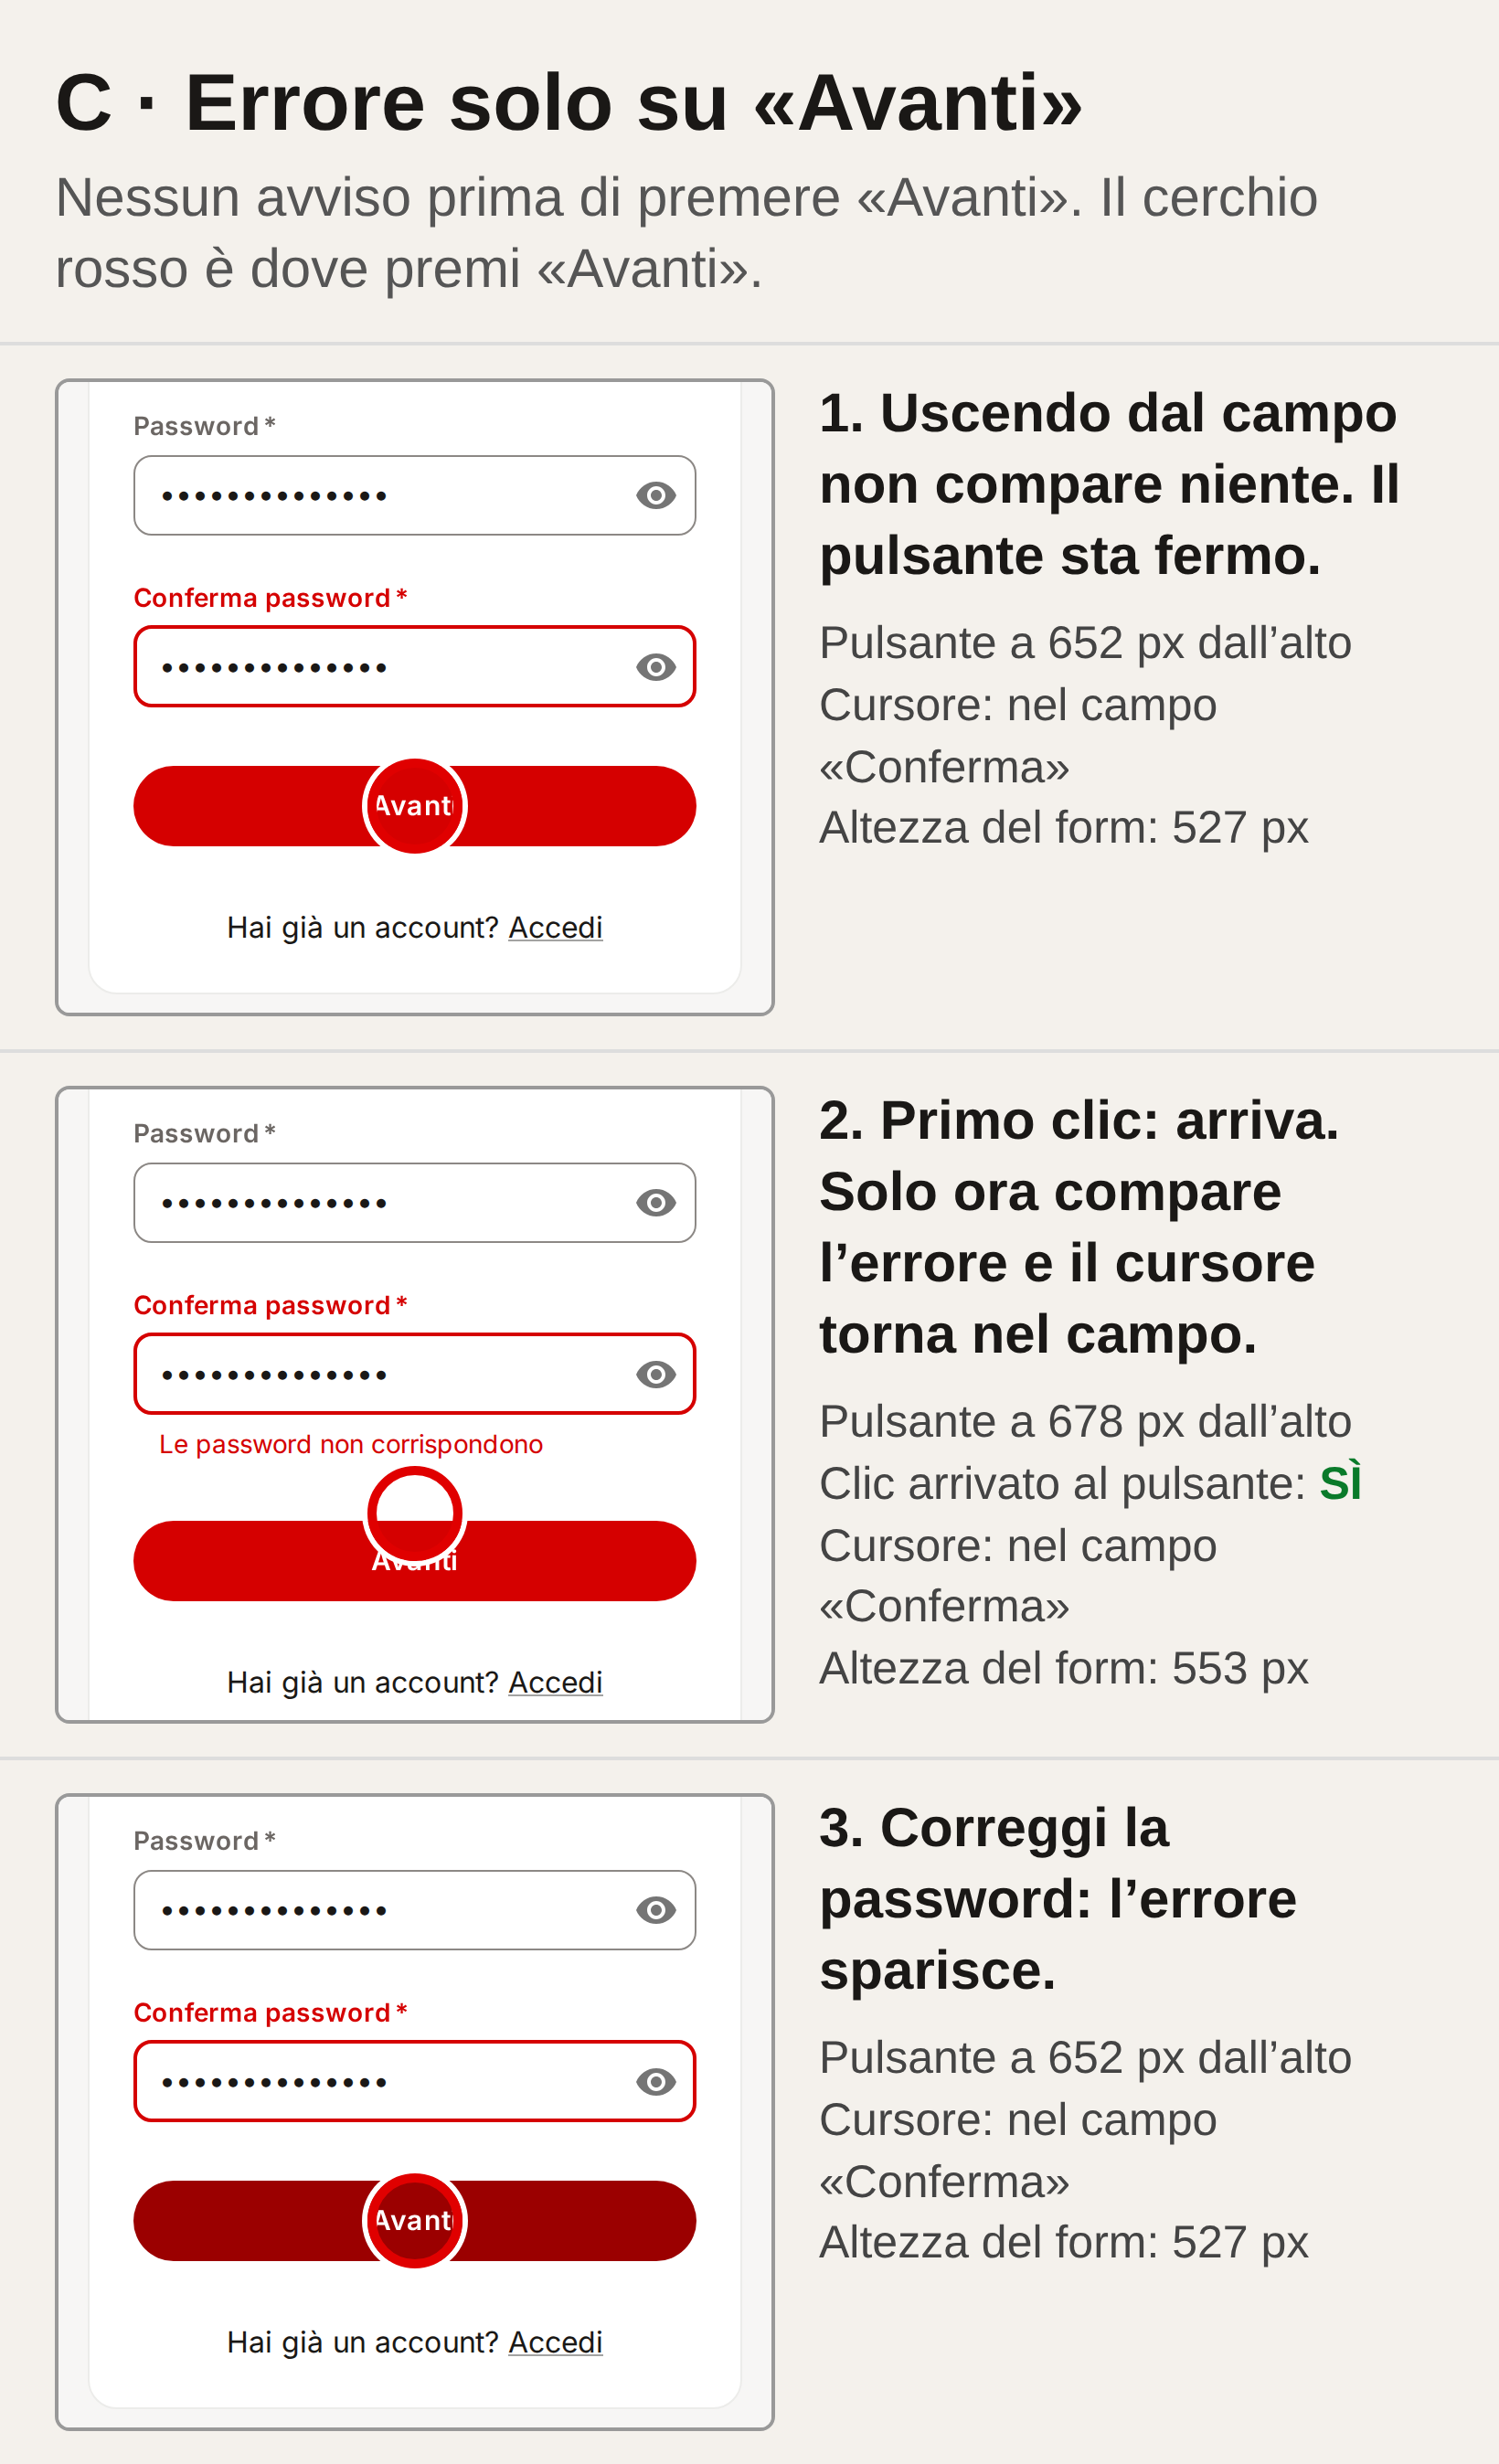 C · Errore solo su «Avanti»
Nessun avviso prima di premere «Avanti». Il cerchio
rosso è dove premi «Avanti».
Password *
••••••••••••••
Conferma password *
••••••••••••••
Avanti
Hai già un account? Accedi
1. Uscendo dal campo
non compare niente. Il
pulsante sta fermo.
Pulsante a 652 px dall’alto
Cursore: nel campo
«Conferma»
Altezza del form: 527 px
Password *
••••••••••••••
Conferma password *
••••••••••••••
Le password non corrispondono
Avanti
Hai già un account? Accedi
2. Primo clic: arriva.
Solo ora compare
l’errore e il cursore
torna nel campo.
Pulsante a 678 px dall’alto
Clic arrivato al pulsante: SÌ
Cursore: nel campo
«Conferma»
Altezza del form: 553 px
Password *
••••••••••••••
Conferma password *
••••••••••••••
Avanti
Hai già un account? Accedi
3. Correggi la
password: l’errore
sparisce.
Pulsante a 652 px dall’alto
Cursore: nel campo
«Conferma»
Altezza del form: 527 px